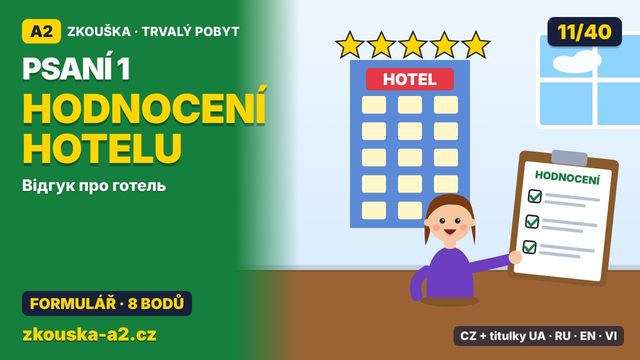 A2 ZKOUŠKA · TRVALÝ POBYT
11/40
PSANÍ 1
HODNOCENÍ
HOTELU
Відгук про готель
HOTEL
HODNOCENÍ
FORMULÁŘ · 8 BODŮ
zkouska-a2.cz
CZ + titulky UA · RU · EN · VI